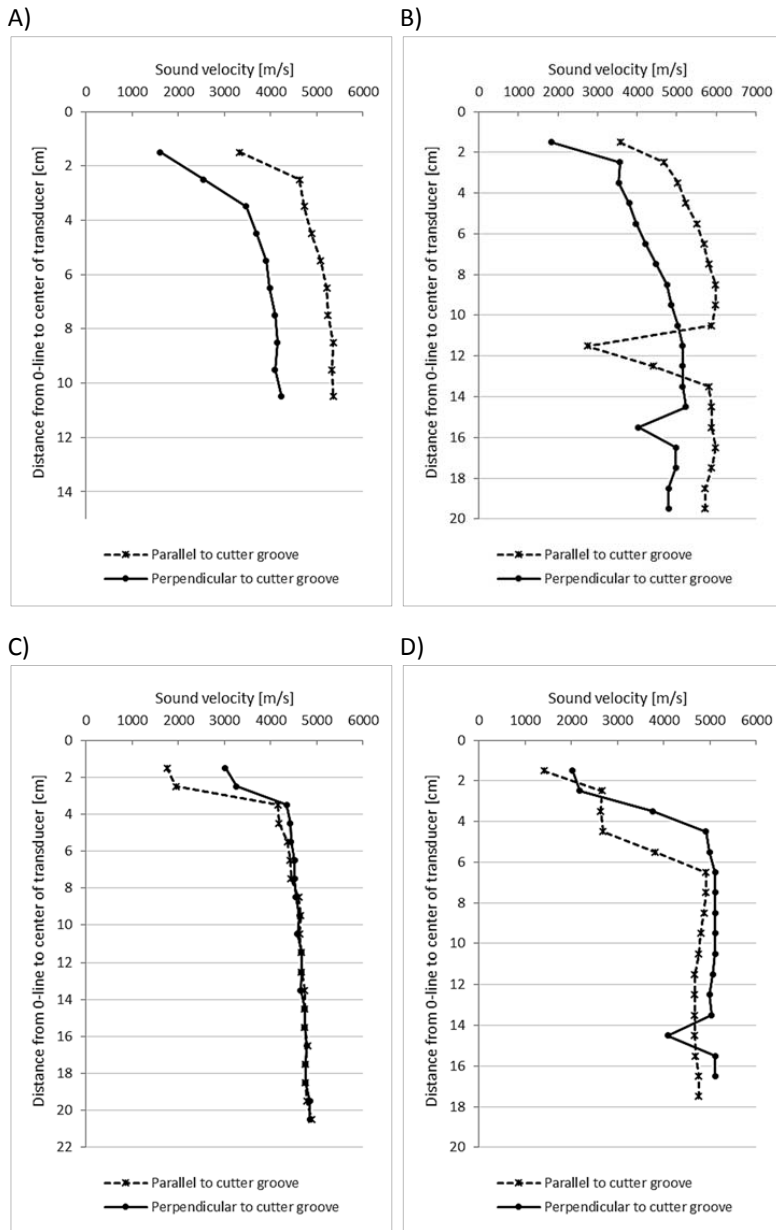 A)
Sound velocity [m/s]
0 1000 2000 3000 4000 5000 6000
Distance from 0-line to center of transducer [cm]
0
2
4
6
8
10
12
14
Parallel to cutter groove
Perpendicular to cutter groove
B)
Sound velocity [m/s]
0 1000 2000 3000 4000 5000 6000 7000
Distance from 0-line to center of transducer [cm]
0
2
4
6
8
10
12
14
16
18
20
Parallel to cutter groove
Perpendicular to cutter groove
C)
Sound velocity [m/s]
0 1000 2000 3000 4000 5000 6000
Distance from 0-line to center of transducer [cm]
0
2
4
6
8
10
12
14
16
18
20
22
Parallel to cutter groove
Perpendicular to cutter groove
D)
Sound velocity [m/s]
0 1000 2000 3000 4000 5000 6000
Distance from 0-line to center of transducer [cm]
0
2
4
6
8
10
12
14
16
18
20
Parallel to cutter groove
Perpendicular to cutter groove